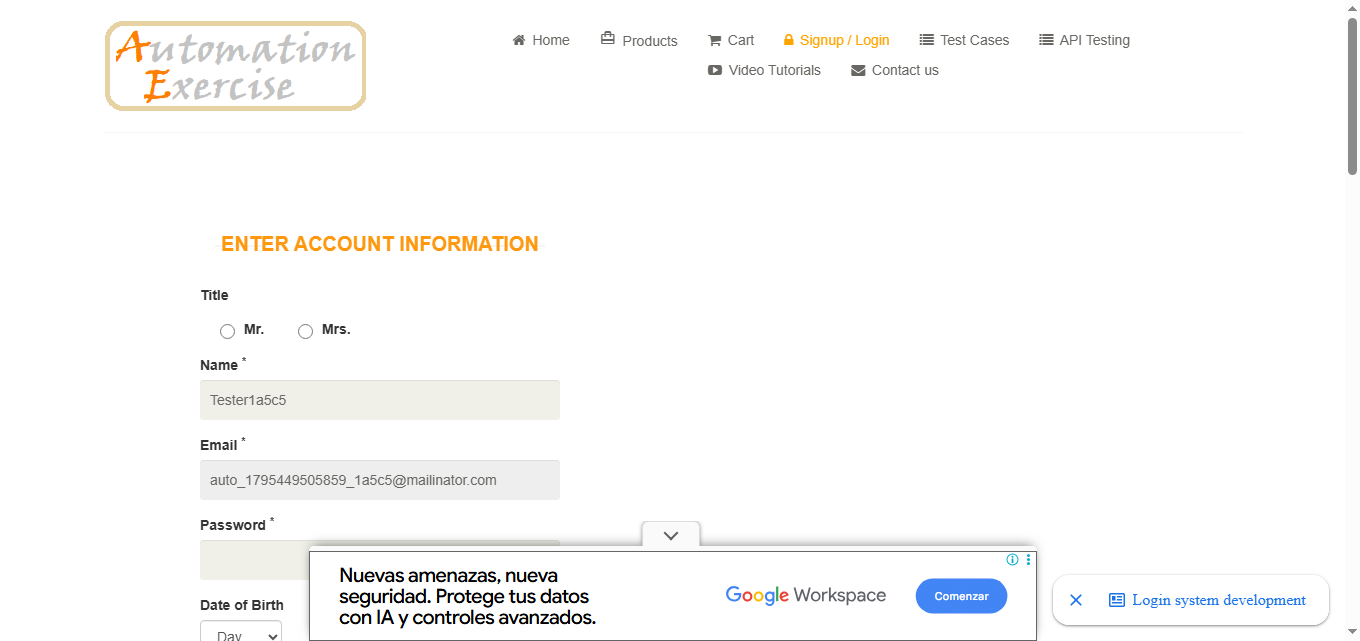 Automation
Exercise
Home Products Cart Signup / Login Test Cases API Testing
Video Tutorials Contact us
ENTER ACCOUNT INFORMATION
Title
Mr. Mrs.
Name *
Tester1a5c5
Email *
auto_1795449505859_1a5c5@mailinator.com
Password *
Date of Birth
Day
Nuevas amenazas, nueva
seguridad. Protege tus datos
con IA y controles avanzados.
Google Workspace
Comenzar
Login system development